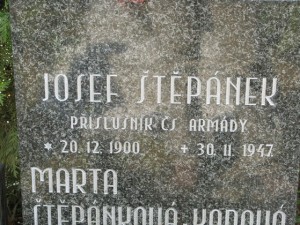 JOSEF ŠTĚPÁNEK
PŘÍSLUŠNÍK ČS ARMÁDY
* 20. 12. 1900 + 30. 11. 1947
MARTA
ŠTĚPÁNKOVÁ-